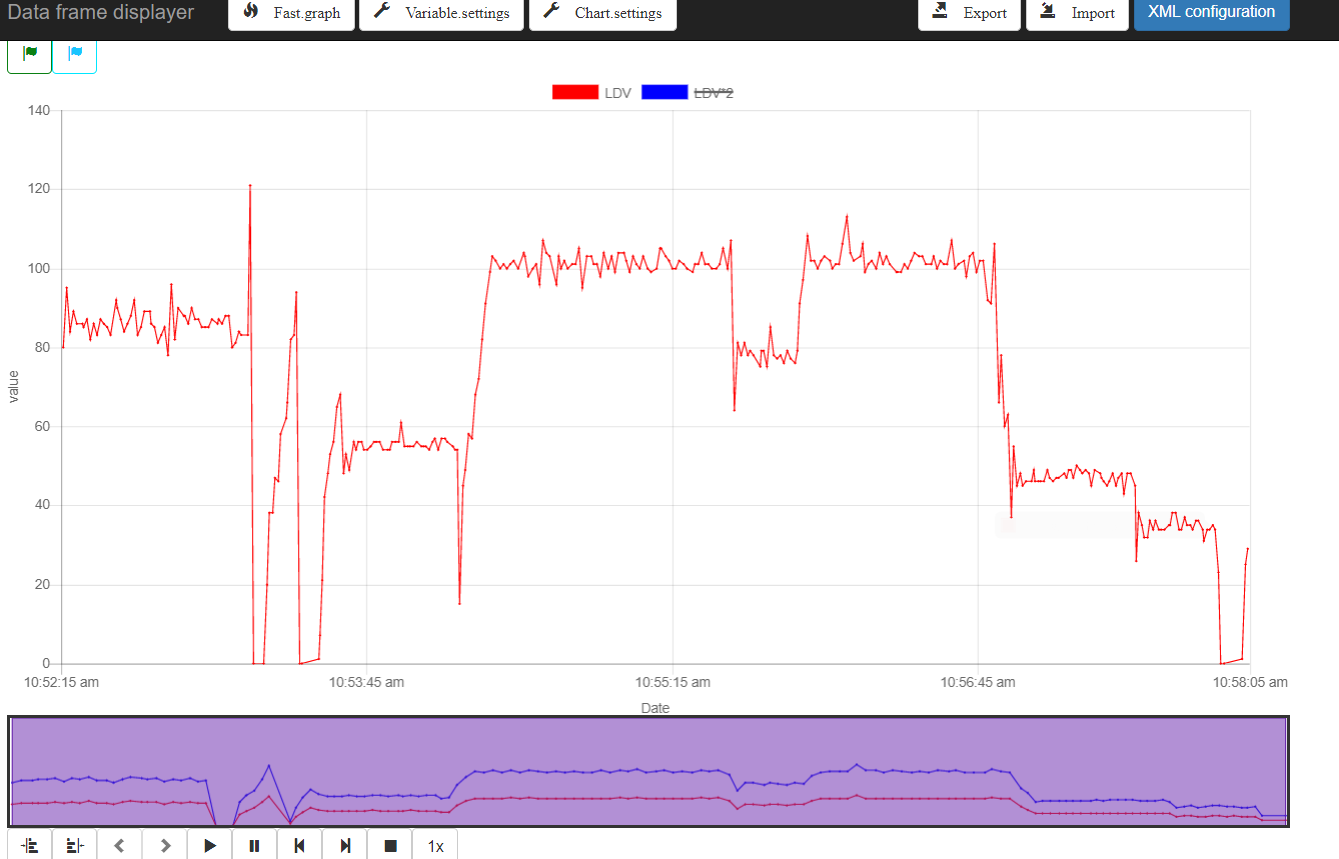 Data frame displayer Fast.graph Variable.settings Chart.settings Export Import XML configuration
LDV LDV*2
140
120
100
80
60
40
20
0
value
10:52:15 am 10:53:45 am 10:55:15 am 10:56:45 am 10:58:05 am
Date
1x